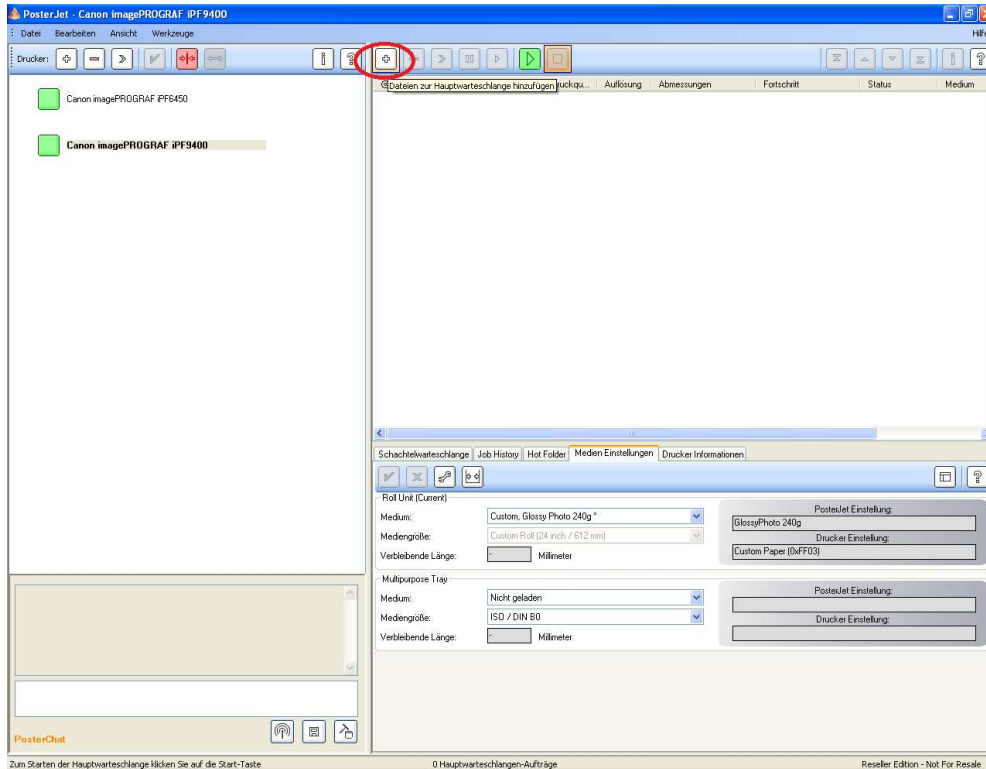 PosterJet - Canon imagePROGRAF iPF9400
Datei Bearbeiten Ansicht Werkzeuge Hilfe
Drucker:
Dateien zur Hauptwarteschlange hinzufügen
Auflösung Abmessungen Fortschritt Status Medium
Canon imagePROGRAF iPF6450
Canon imagePROGRAF iPF9400
Schachtelwarteschlange Job History Hot Folder Medien Einstellungen Drucker Informationen
Roll Unit (Current)
Medium: Custom, Glossy Photo 240g *
Mediengröße: Custom Roll (24 inch / 612 mm)
Verbleibende Länge: - Millimeter
PosterJet Einstellung:
GlossyPhoto 240g
Drucker Einstellung:
Custom Paper (0xFF03)
Multipurpose Tray
Medium: Nicht geladen
Mediengröße: ISO / DIN B0
Verbleibende Länge: - Millimeter
PosterJet Einstellung:
Drucker Einstellung:
PosterChat
Zum Starten der Hauptwarteschlange klicken Sie auf die Start-Taste 0 Hauptwarteschlangen-Aufträge Reseller Edition - Not For Resale